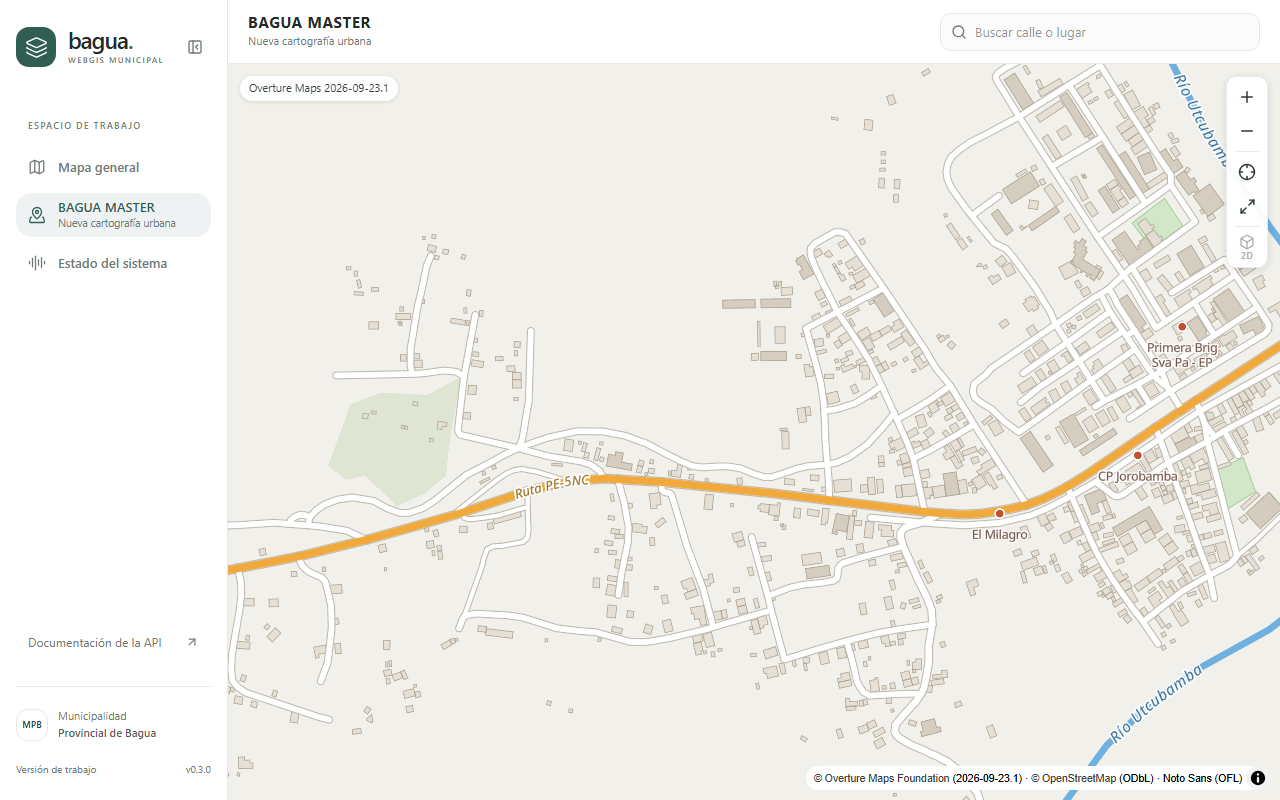 bagua.
WEBGIS MUNICIPAL
ESPACIO DE TRABAJO
Mapa general
BAGUA MASTER
Nueva cartografía urbana
Estado del sistema
Documentación de la API
MPB
Municipalidad
Provincial de Bagua
Versión de trabajo
v0.3.0
BAGUA MASTER
Nueva cartografía urbana
Buscar calle o lugar
Overture Maps 2026-09-23.1
Río Utcubamb
2D
Primera Brig
Sva Pa - EP
CP Jorobamba
Ruta PE-5NC
El Milagro
Río Utcubamba
© Overture Maps Foundation (2026-09-23.1) · © OpenStreetMap (ODbL) · Noto Sans (OFL)